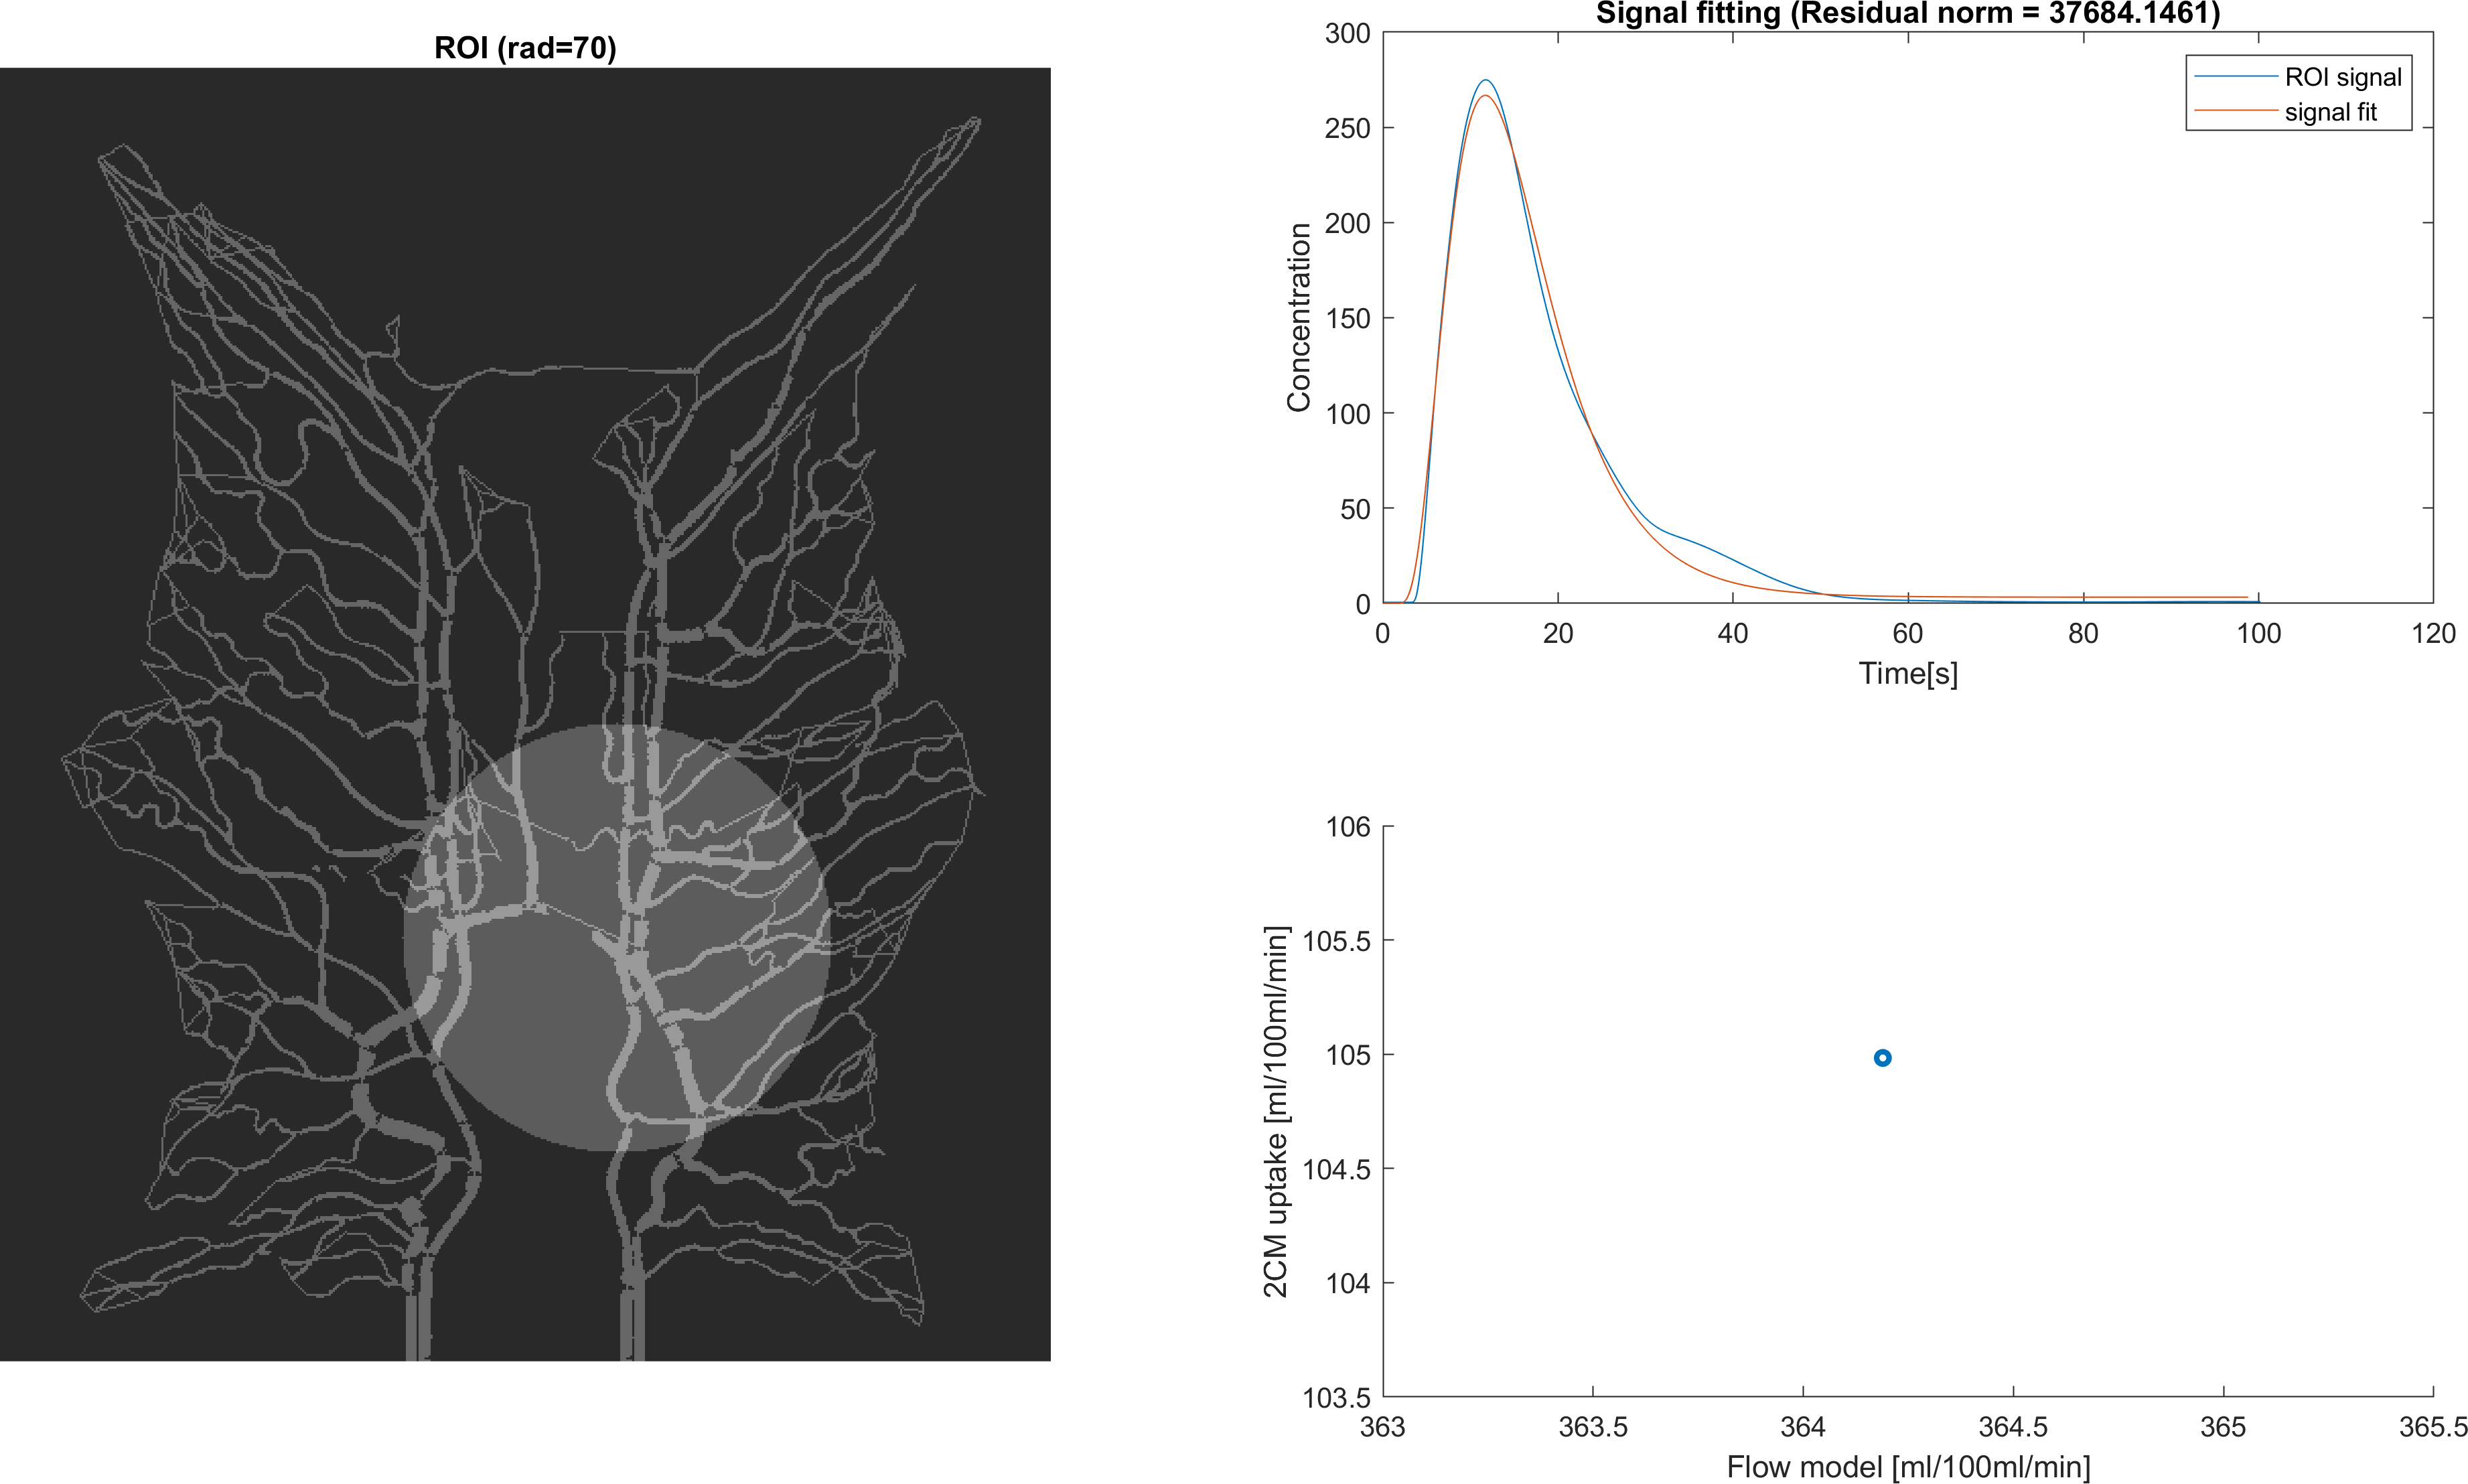 ROI (rad=70)
Signal fitting (Residual norm = 37684.1461)
300
250
200
150
100
50
0
Concentration
ROI signal
signal fit
0 20 40 60 80 100 120
Time[s]
106
105.5
105
104.5
104
103.5
2CM uptake [ml/100ml/min]
363 363.5 364 364.5 365 365.5
Flow model [ml/100ml/min]